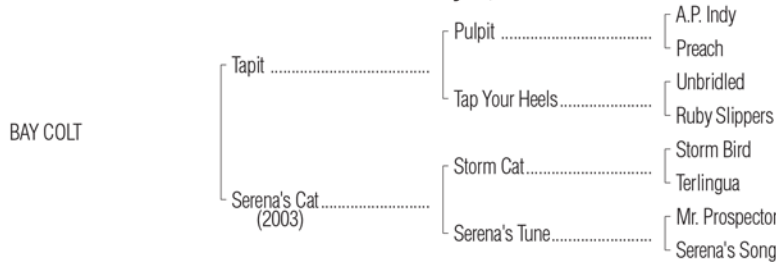 A.P. Indy
Pulpit ........................................
Preach
Tapit ...........................................
Unbridled
Tap Your Heels........................
Ruby Slippers
BAY COLT
Storm Bird
Storm Cat.................................
Terlingua
Serena's Cat.............................
(2003)
Mr. Prospector
Serena's Tune..........................
Serena's Song